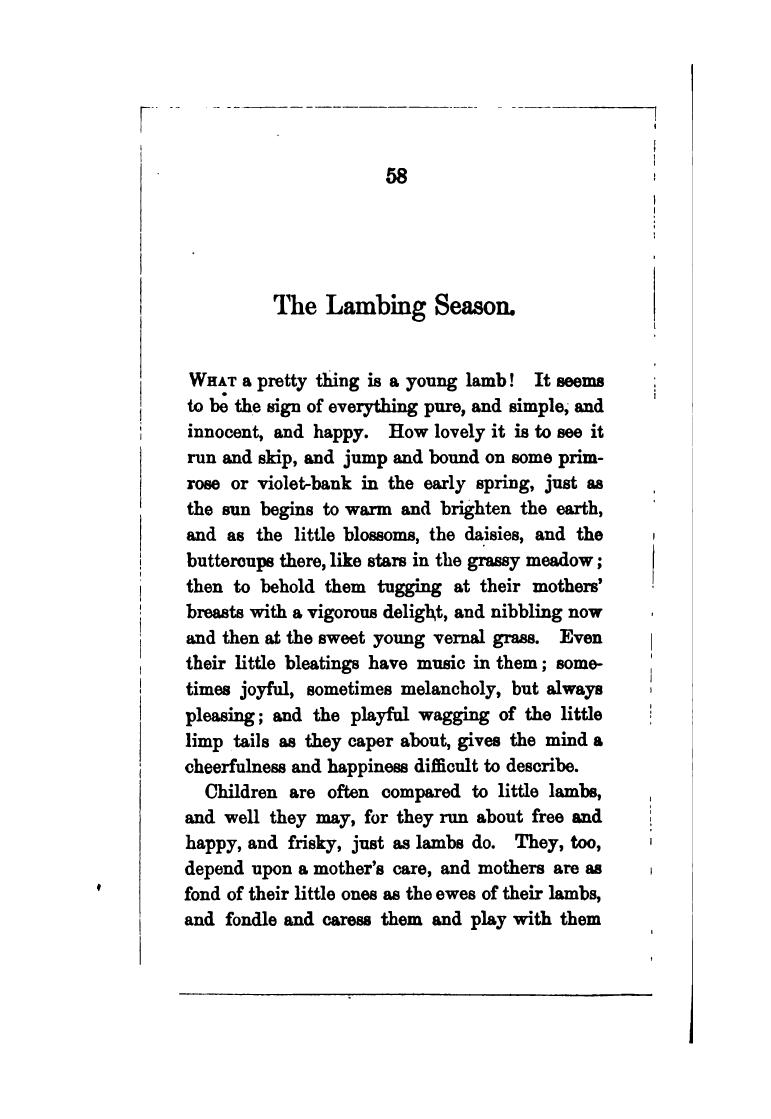 58
The Lambing Season.
WHAT a pretty thing is a young lamb! It seems
to be the sign of everything pure, and simple, and
innocent, and happy. How lovely it is to see it
run and skip, and jump and bound on some prim-
rose or violet-bank in the early spring, just as
the sun begins to warm and brighten the earth,
and as the little blossoms, the daisies, and the
buttercups there, like stars in the grassy meadow;
then to behold them tugging at their mothers'
breasts with a vigorous delight, and nibbling now
and then at the sweet young vernal grass. Even
their little bleatings have music in them; some-
times joyful, sometimes melancholy, but always
pleasing; and the playful wagging of the little
limp tails as they caper about, gives the mind a
cheerfulness and happiness difficult to describe.
Children are often compared to little lambs,
and well they may, for they run about free and
happy, and frisky, just as lambs do. They, too,
depend upon a mother's care, and mothers are as
fond of their little ones as the ewes of their lambs,
and fondle and caress them and play with them